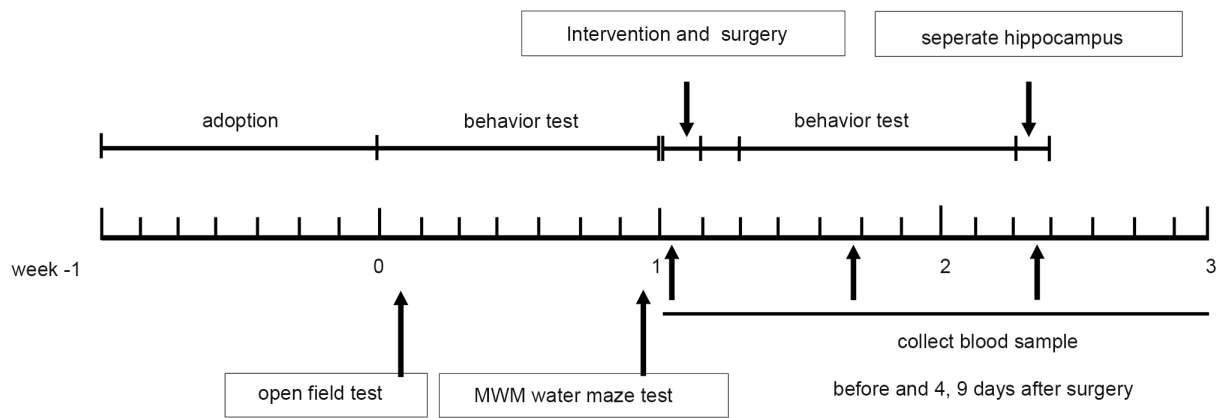 Intervention and surgery
seperate hippocampus
adoption
behavior test
behavior test
week -1
0
1
2
3
collect blood sample
open field test
MWM water maze test
before and 4, 9 days after surgery